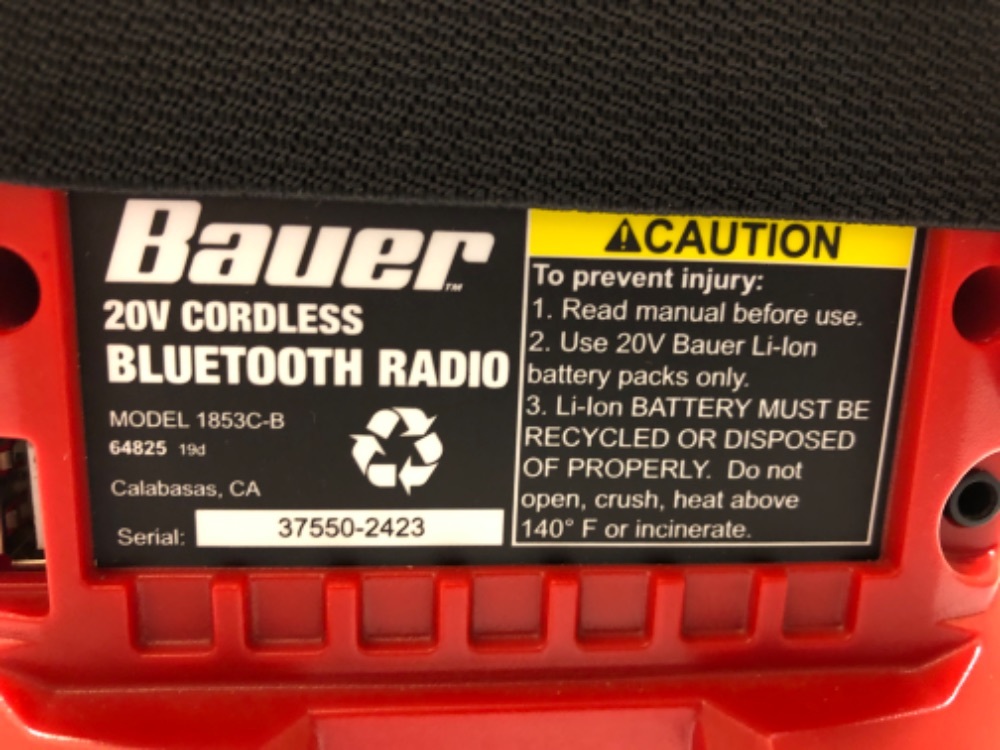 Bauer™
20V CORDLESS
BLUETOOTH RADIO
MODEL 1853C-B
64825 19d
Calabasas, CA
Serial: 37550-2423
CAUTION
To prevent injury:
1. Read manual before use.
2. Use 20V Bauer Li-Ion
battery packs only.
3. Li-Ion BATTERY MUST BE
RECYCLED OR DISPOSED
OF PROPERLY. Do not
open, crush, heat above
140° F or incinerate.